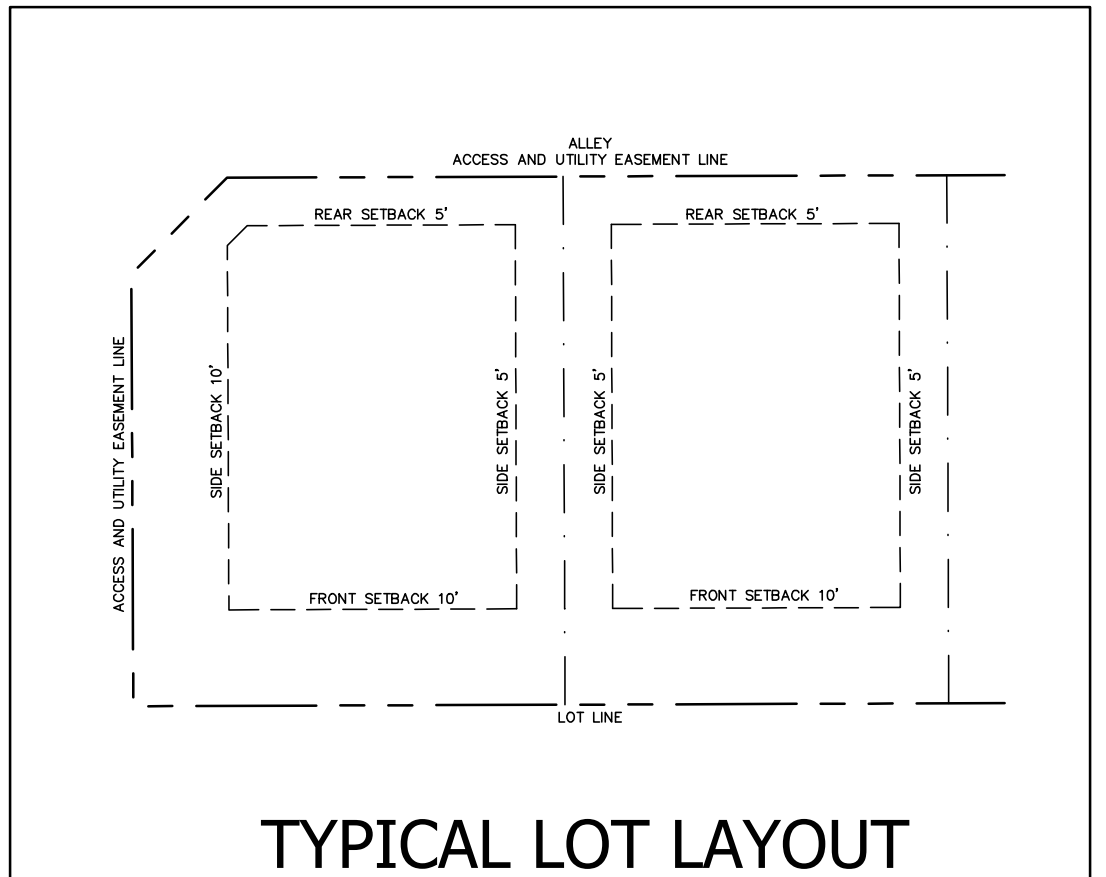 ALLEY
ACCESS AND UTILITY EASEMENT LINE
REAR SETBACK 5'
REAR SETBACK 5'
ACCESS AND UTILITY EASEMENT LINE
SIDE SETBACK 10'
SIDE SETBACK 5'
SIDE SETBACK 5'
SIDE SETBACK 5'
FRONT SETBACK 10'
FRONT SETBACK 10'
LOT LINE
TYPICAL LOT LAYOUT